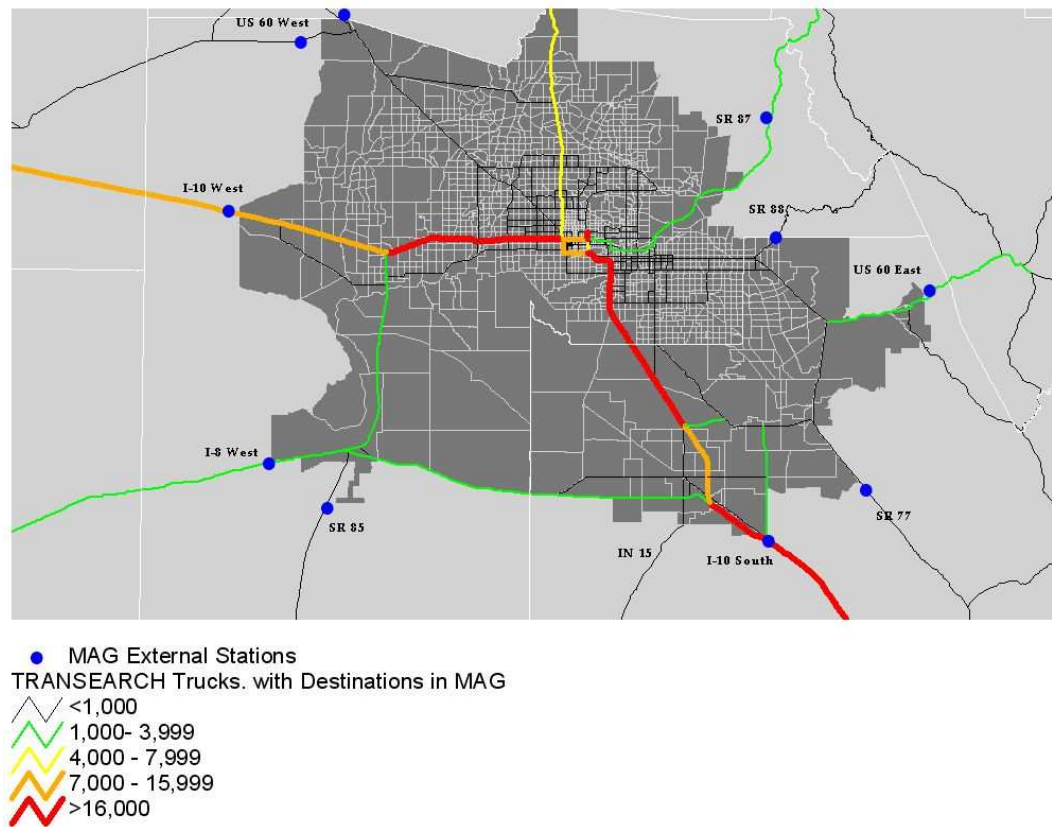 US 60 West
SR 87
I-10 West
SR 88
US 60 East
I-8 West
SR 85
SR 77
IN 15
I-10 South
MAG External Stations
TRANSEARCH Trucks. with Destinations in MAG
<1,000
1,000- 3,999
4,000 - 7,999
7,000 - 15,999
>16,000